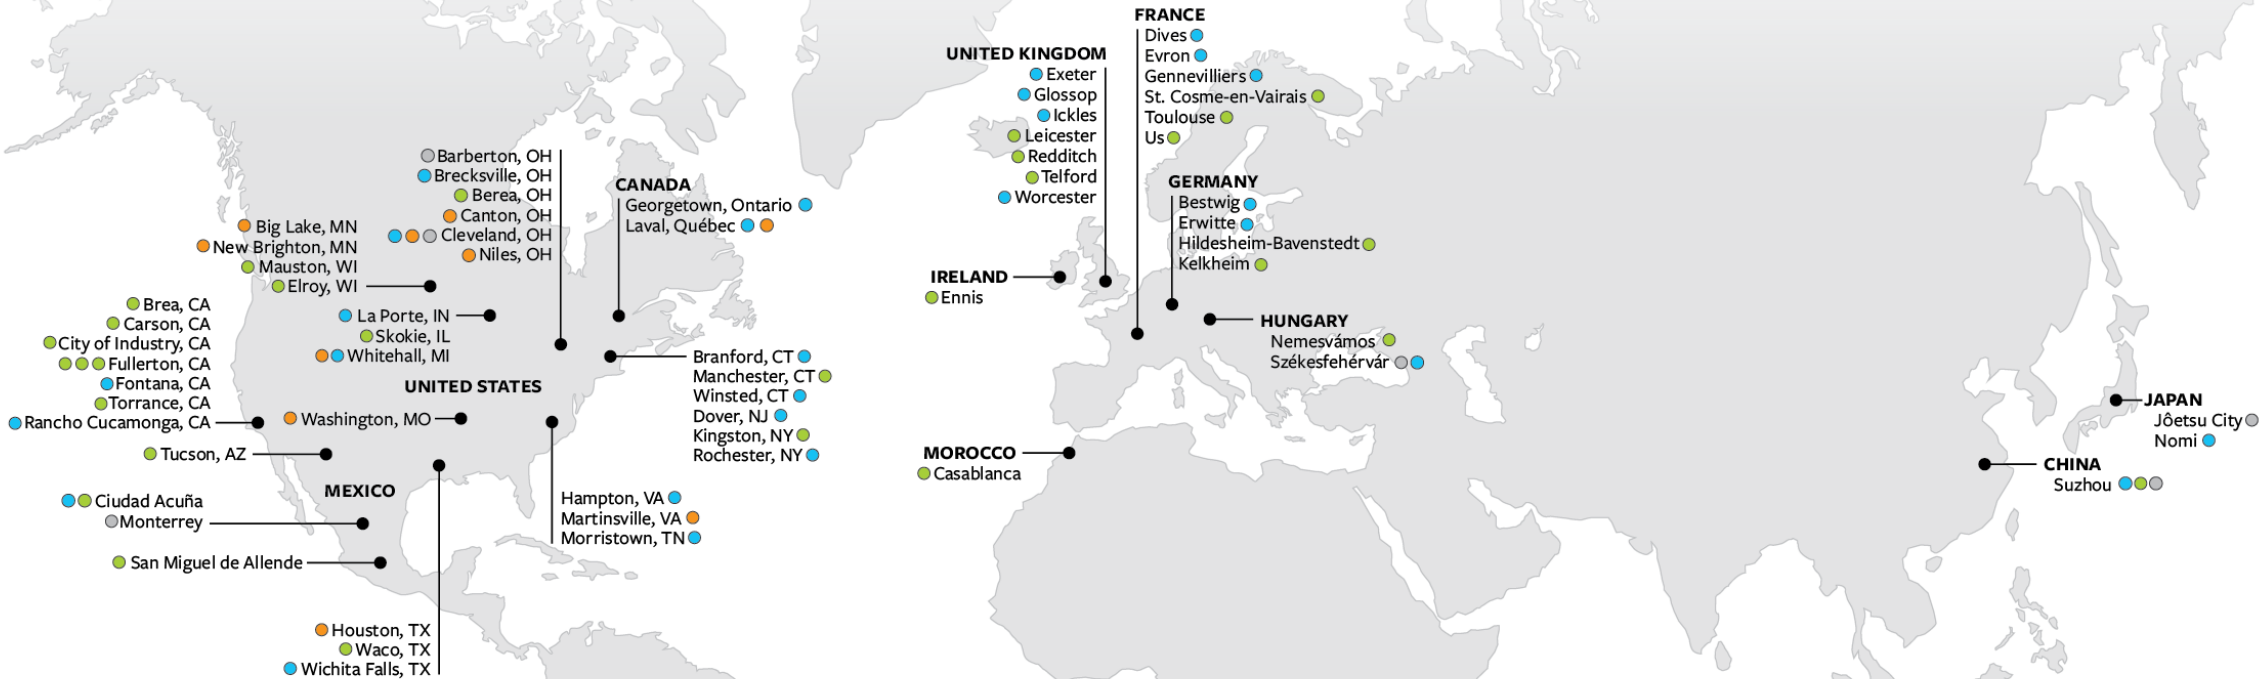 FRANCE
Dives
Evron
Gennevilliers
St. Cosme-en-Vairais
Toulouse
Us
UNITED KINGDOM
Exeter
Glossop
Ickles
Leicester
Redditch
Telford
Worcester
Barberton, OH
Brecksville, OH
Berea, OH
Canton, OH
Cleveland, OH
Niles, OH
CANADA
Georgetown, Ontario
Laval, Québec
GERMANY
Bestwig
Erwitte
Hildesheim-Bavenstedt
Kelkheim
Big Lake, MN
New Brighton, MN
Mauston, WI
Elroy, WI
IRELAND
Ennis
Brea, CA
Carson, CA
City of Industry, CA
Fullerton, CA
Fontana, CA
Torrance, CA
Rancho Cucamonga, CA
La Porte, IN
Skokie, IL
Whitehall, MI
HUNGARY
Nemesvámos
Székesfehérvár
UNITED STATES
Washington, MO
Branford, CT
Manchester, CT
Winsted, CT
Dover, NJ
Kingston, NY
Rochester, NY
JAPAN
Jôetsu City
Nomi
Tucson, AZ
MOROCCO
Casablanca
CHINA
Suzhou
MEXICO
Ciudad Acuña
Monterrey
San Miguel de Allende
Hampton, VA
Martinsville, VA
Morristown, TN
Houston, TX
Waco, TX
Wichita Falls, TX